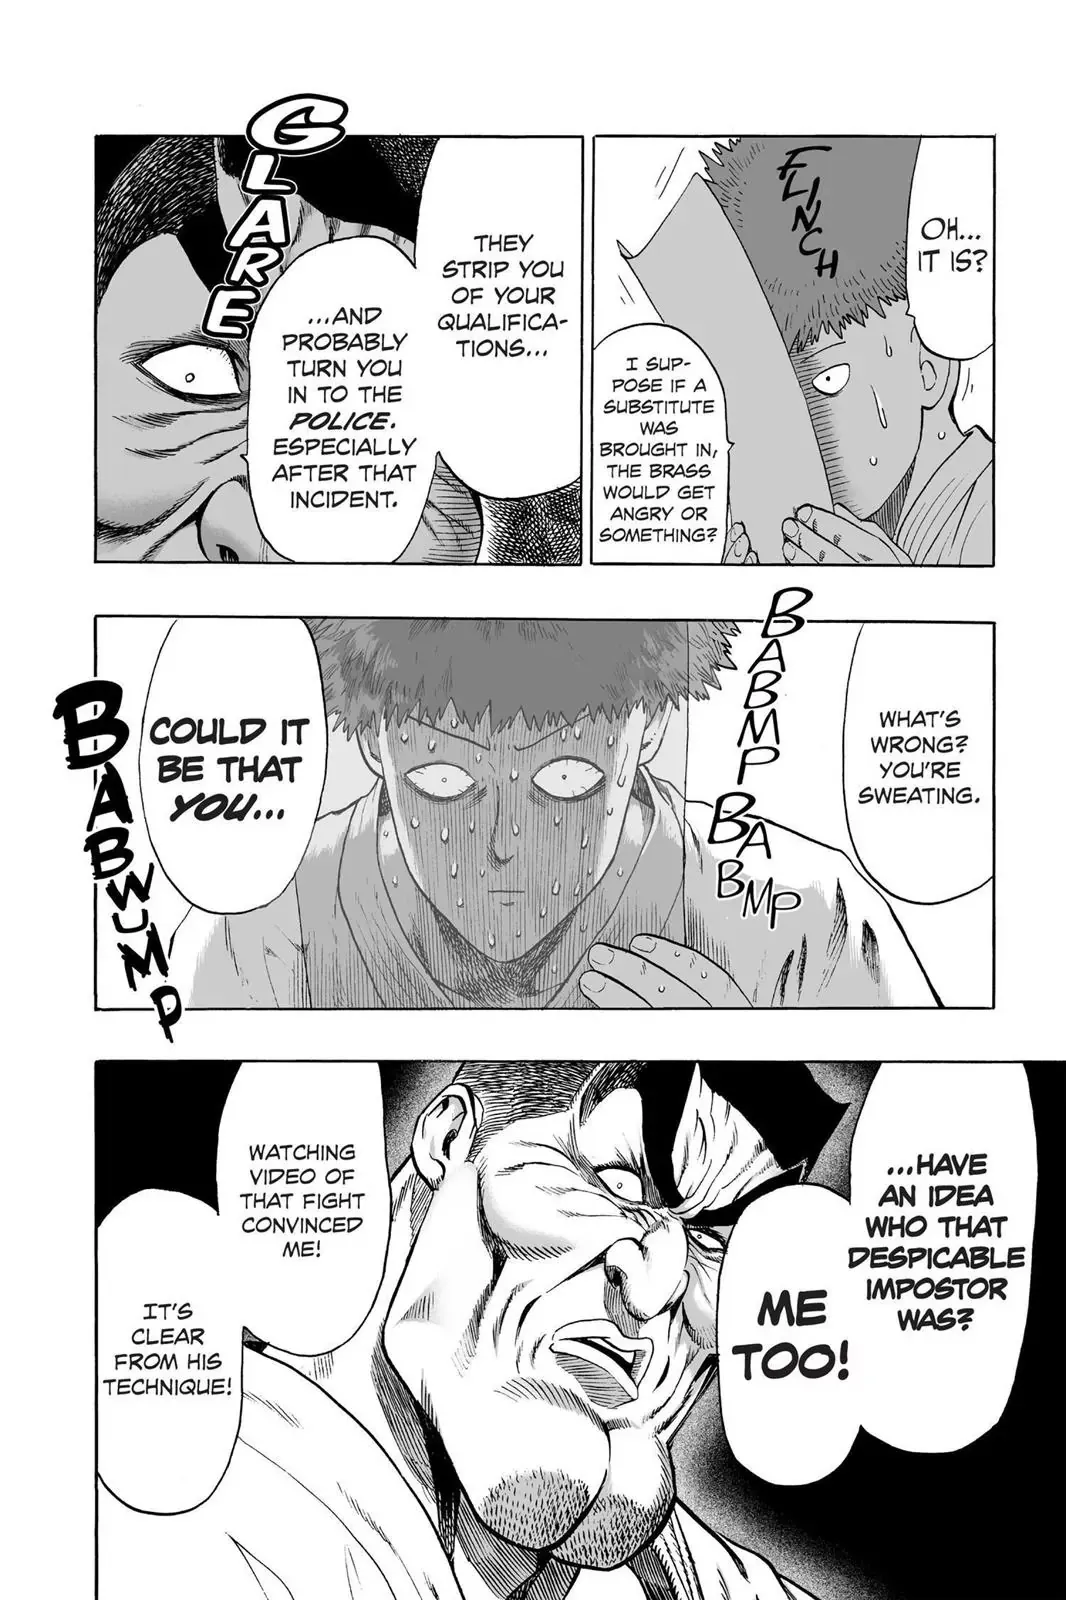 OH...
IT IS?
FLINCH
I SUP-
POSE IF A
SUBSTITUTE
WAS
BROUGHT IN,
THE BRASS
WOULD GET
ANGRY OR
SOMETHING?
THEY
STRIP YOU
OF YOUR
QUALIFICA-
TIONS...
GLARE
...AND
PROBABLY
TURN YOU
IN TO THE
POLICE.
ESPECIALLY
AFTER THAT
INCIDENT.
WHAT'S
WRONG?
YOU'RE
SWEATING.
BABMP
BABMP
COULD IT
BE THAT
YOU...
BABWUMP
...HAVE
AN IDEA
WHO THAT
DESPICABLE
IMPOSTOR
WAS?
ME
TOO!
WATCHING
VIDEO OF
THAT FIGHT
CONVINCED
ME!
IT'S
CLEAR
FROM HIS
TECHNIQUE!